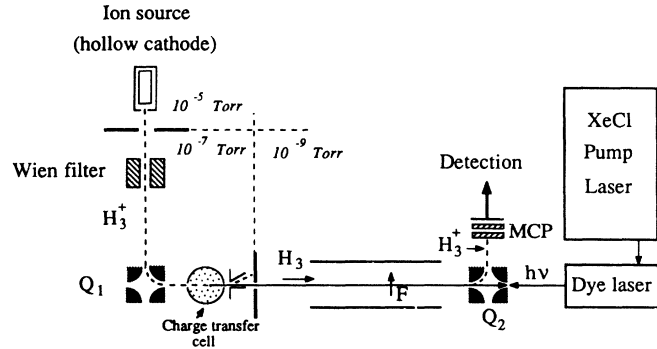 Ion source
(hollow cathode)
10⁻⁵ Torr
10⁻⁷ Torr
10⁻⁹ Torr
Wien filter
H₃⁺
Q₁
Charge transfer
cell
H₃
F
Detection
MCP
H₃⁺
hν
Q₂
XeCl
Pump
Laser
Dye laser